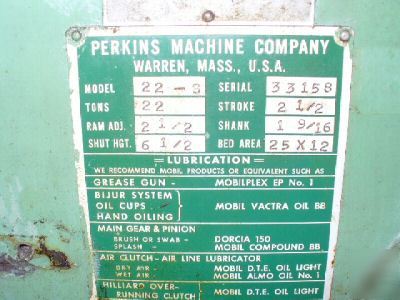 PERKINS MACHINE COMPANY
WARREN, MASS., U.S.A.
MODEL 22-S SERIAL 33158
TONS 22 STROKE 2 1/2
RAM ADJ. 2 1/2 SHANK 1 9/16
SHUT HGT. 6 1/2 BED AREA 25X12
LUBRICATION
WE RECOMMEND MOBIL PRODUCTS OR EQUIVALENT SUCH AS
GREASE GUN - MOBILPLEX EP No. 1
BIJUR SYSTEM
OIL CUPS .. MOBIL VACTRA OIL BB
HAND OILING
MAIN GEAR & PINION
BRUSH OR SWAB - DORCIA 150
SPLASH - MOBIL COMPOUND BB
AIR CLUTCH - AIR LINE LUBRICATOR
DRY AIR - MOBIL D.T.E. OIL LIGHT
WET AIR - MOBIL ALMO OIL No. 1
HILLIARD OVER-
RUNNING CLUTCH MOBIL D.T.E. OIL LIGHT